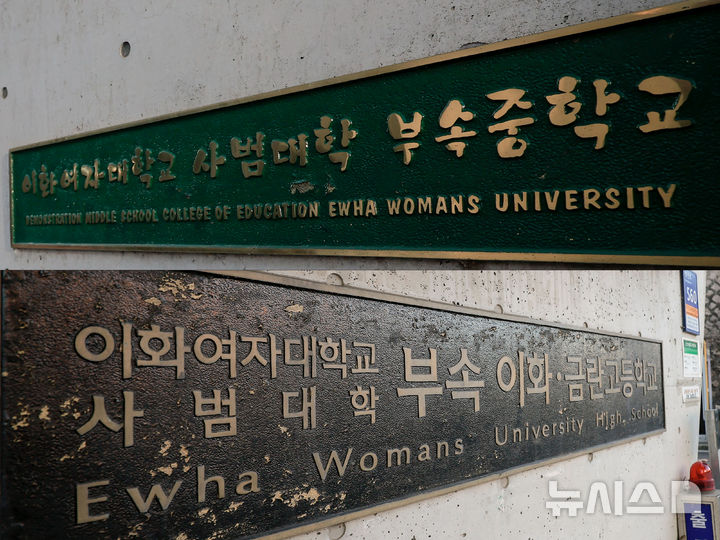 이화여자대학교 사범대학 부속중학교
DEMONSTRATION MIDDLE SCHOOL COLLEGE OF EDUCATION EWHA WOMANS UNIVERSITY
이화여자대학교
사범대학 부속 이화·금란고등학교
Ewha Womans University High School
560
뉴시스